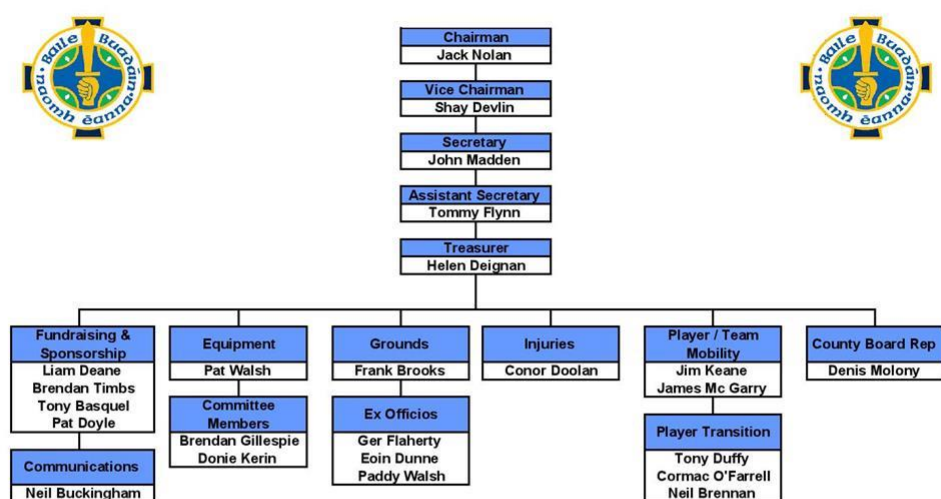 Baile Buadáin
naomh éanna
Baile Buadáin
naomh éanna
Chairman
Jack Nolan
Vice Chairman
Shay Devlin
Secretary
John Madden
Assistant Secretary
Tommy Flynn
Treasurer
Helen Deignan
Fundraising &
Sponsorship
Liam Deane
Brendan Timbs
Tony Basquel
Pat Doyle
Communications
Neil Buckingham
Equipment
Pat Walsh
Committee
Members
Brendan Gillespie
Donie Kerin
Grounds
Frank Brooks
Ex Officios
Ger Flaherty
Eoin Dunne
Paddy Walsh
Injuries
Conor Doolan
Player / Team
Mobility
Jim Keane
James Mc Garry
Player Transition
Tony Duffy
Cormac O'Farrell
Neil Brennan
County Board Rep
Denis Molony